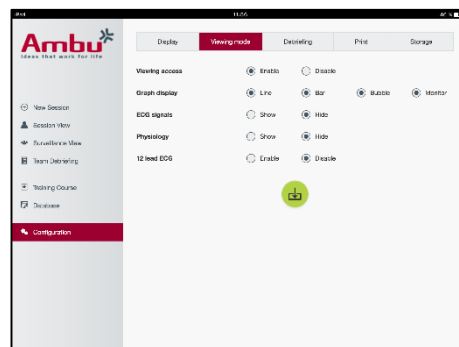 iPad 11.06
Ambu
Ideas that work for life
Display Viewing mode Debriefing Print Storage
Viewing access Enable Disable
Graph display Line Bar Bubble Monitor
New Session
ECG signals Show Hide
Session View
Surveillance View
Physiology Show Hide
Team Debriefing
12 lead ECG Enable Disable
Training Course
Database
Configuration